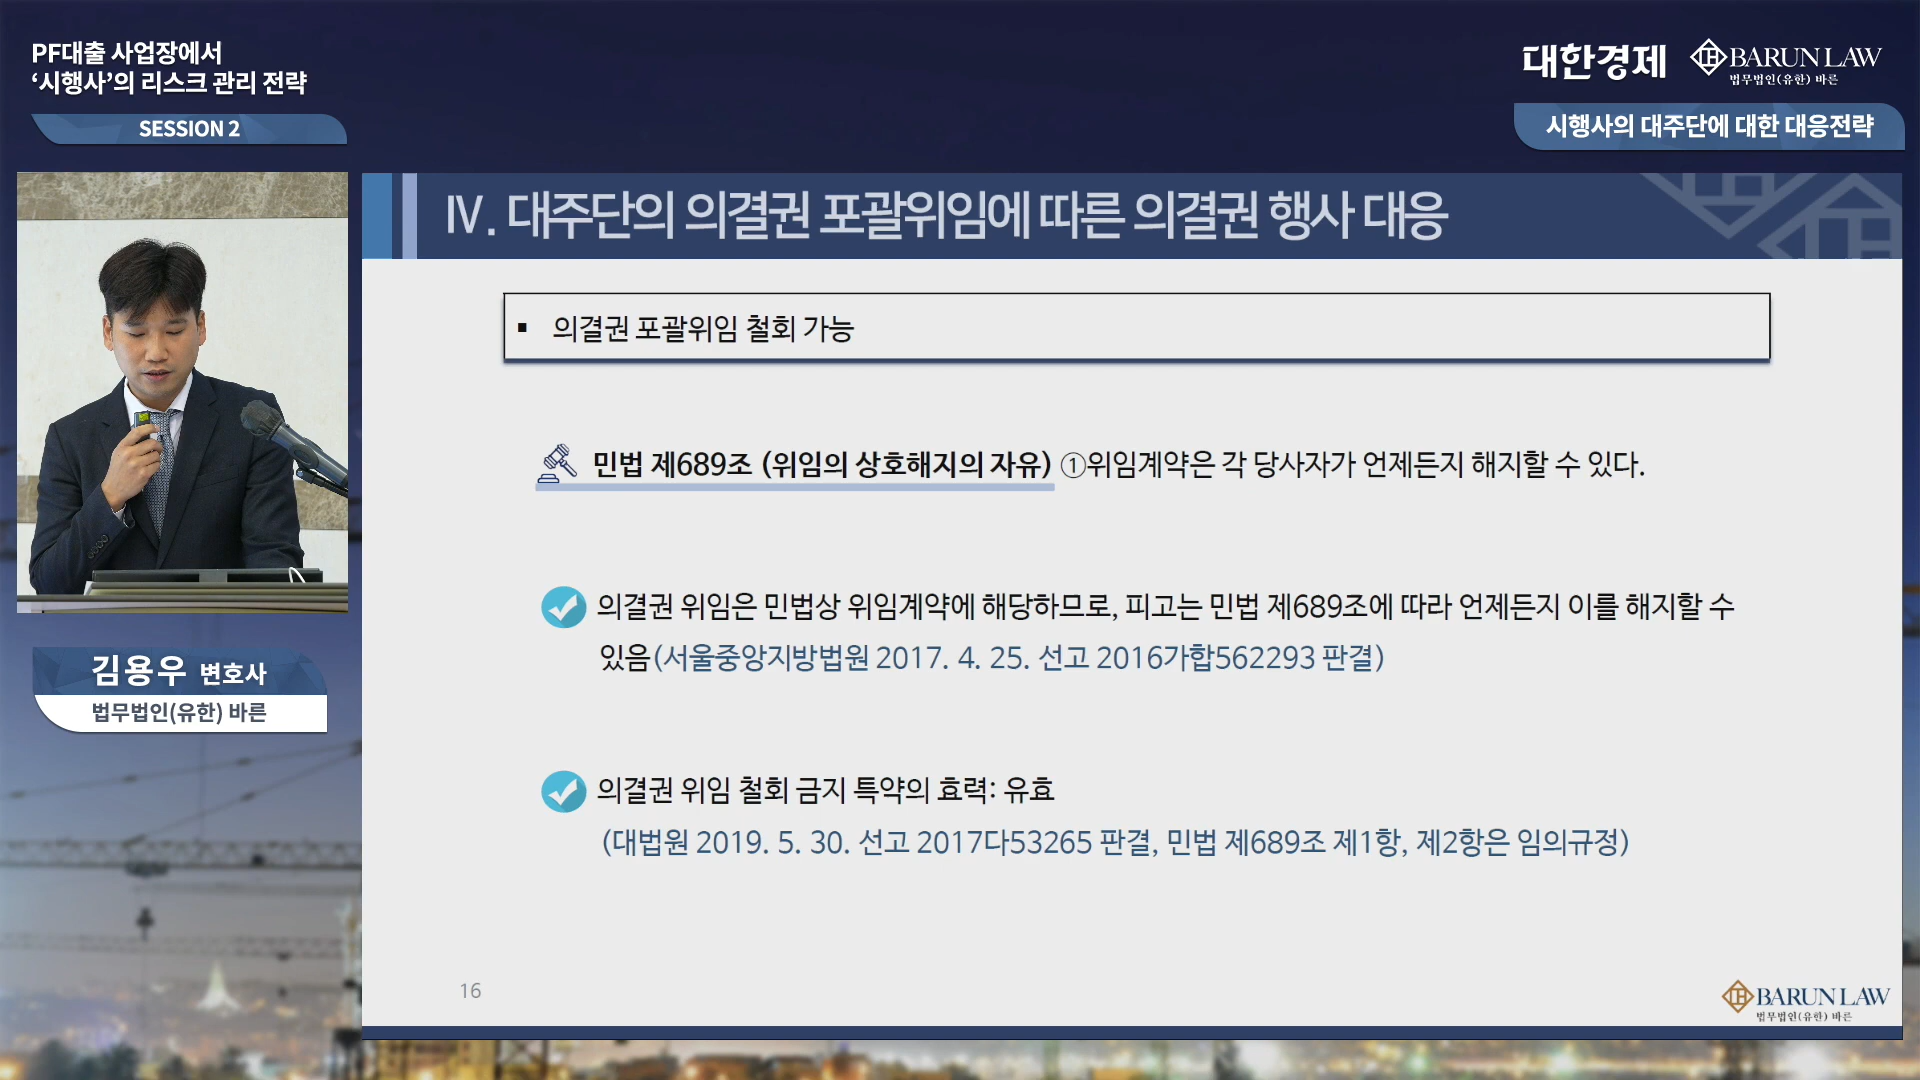 PF대출 사업장에서
‘시행사’의 리스크 관리 전략
SESSION 2
대한경제
BARUN LAW
법무법인(유한) 바른
시행사의 대주단에 대한 대응전략
Ⅳ. 대주단의 의결권 포괄위임에 따른 의결권 행사 대응
▪ 의결권 포괄위임 철회 가능
민법 제689조 (위임의 상호해지의 자유) ①위임계약은 각 당사자가 언제든지 해지할 수 있다.
의결권 위임은 민법상 위임계약에 해당하므로, 피고는 민법 제689조에 따라 언제든지 이를 해지할 수
있음(서울중앙지방법원 2017. 4. 25. 선고 2016가합562293 판결)
의결권 위임 철회 금지 특약의 효력: 유효
(대법원 2019. 5. 30. 선고 2017다53265 판결, 민법 제689조 제1항, 제2항은 임의규정)
김용우 변호사
법무법인(유한) 바른
16
BARUN LAW
법무법인(유한) 바른